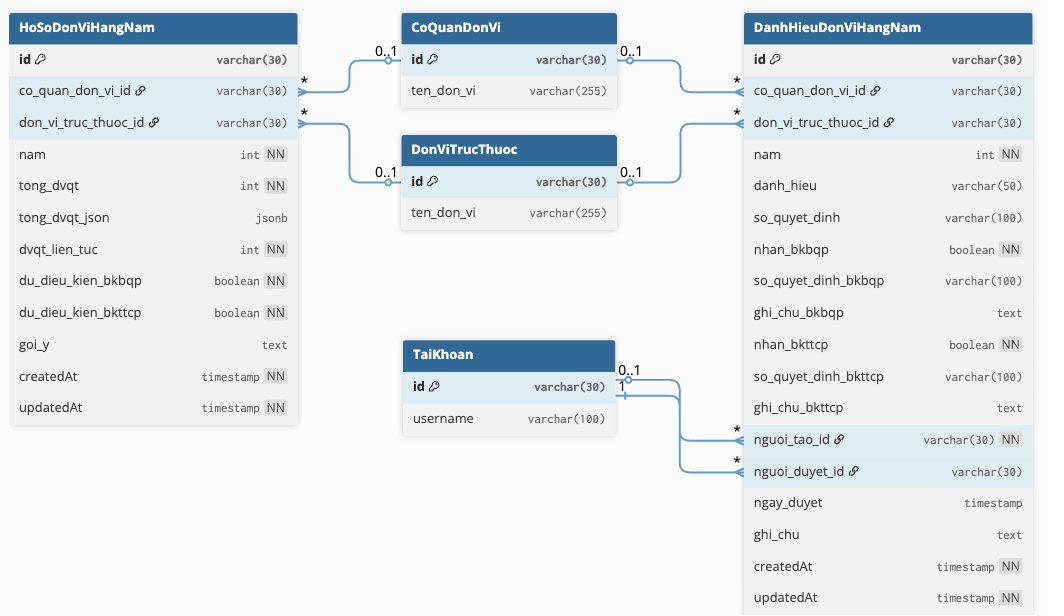 HoSoDonViHangNam
id varchar(30)
co_quan_don_vi_id varchar(30)
don_vi_truc_thuoc_id varchar(30)
nam int NN
tong_dvqt int NN
tong_dvqt_json jsonb
dvqt_lien_tuc int NN
du_dieu_kien_bkbqp boolean NN
du_dieu_kien_bkttcp boolean NN
goi_y text
createdAt timestamp NN
updatedAt timestamp NN
* 0..1
* 0..1
CoQuanDonVi
id varchar(30)
ten_don_vi varchar(255)
0..1 *
DonViTrucThuoc
id varchar(30)
ten_don_vi varchar(255)
0..1 *
TaiKhoan
id varchar(30)
username varchar(100)
0..1 *
1 *
DanhHieuDonViHangNam
id varchar(30)
co_quan_don_vi_id varchar(30)
don_vi_truc_thuoc_id varchar(30)
nam int NN
danh_hieu varchar(50)
so_quyet_dinh varchar(100)
nhan_bkbqp boolean NN
so_quyet_dinh_bkbqp varchar(100)
ghi_chu_bkbqp text
nhan_bkttcp boolean NN
so_quyet_dinh_bkttcp varchar(100)
ghi_chu_bkttcp text
nguoi_tao_id varchar(30) NN
nguoi_duyet_id varchar(30)
ngay_duyet timestamp
ghi_chu text
createdAt timestamp NN
updatedAt timestamp NN